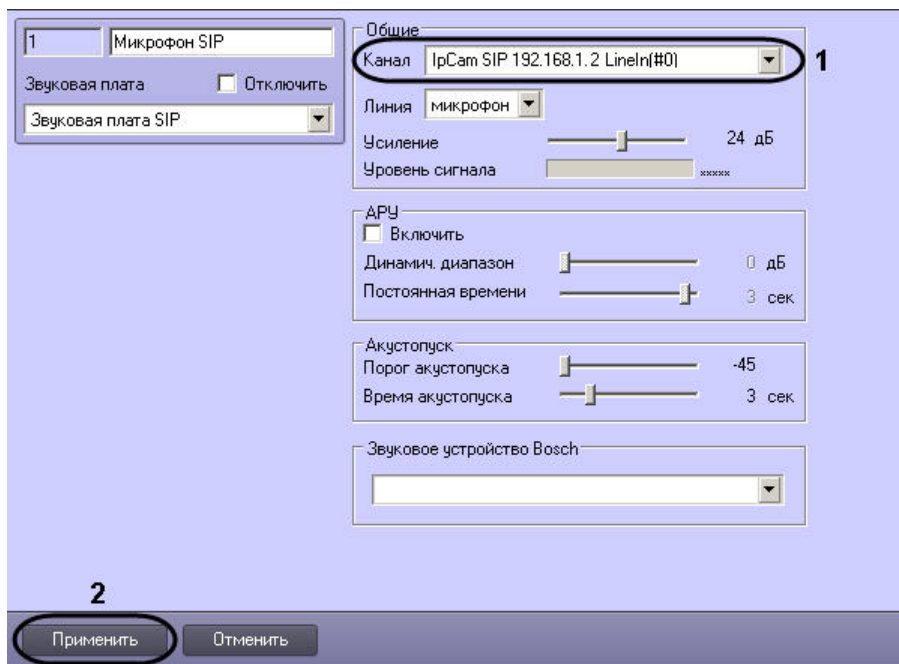 1 Микрофон SIP
Звуковая плата Отключить
Звуковая плата SIP
Общие
Канал IpCam SIP 192.168.1.2 LineIn(#0) 1
Линия микрофон
Усиление 24 дБ
Уровень сигнала xxxxx
АРУ
Включить
Динамич. диапазон 0 дБ
Постоянная времени 3 сек
Акустопуск
Порог акустопуска -45
Время акустопуска 3 сек
Звуковое устройство Bosch
2
Применить Отменить